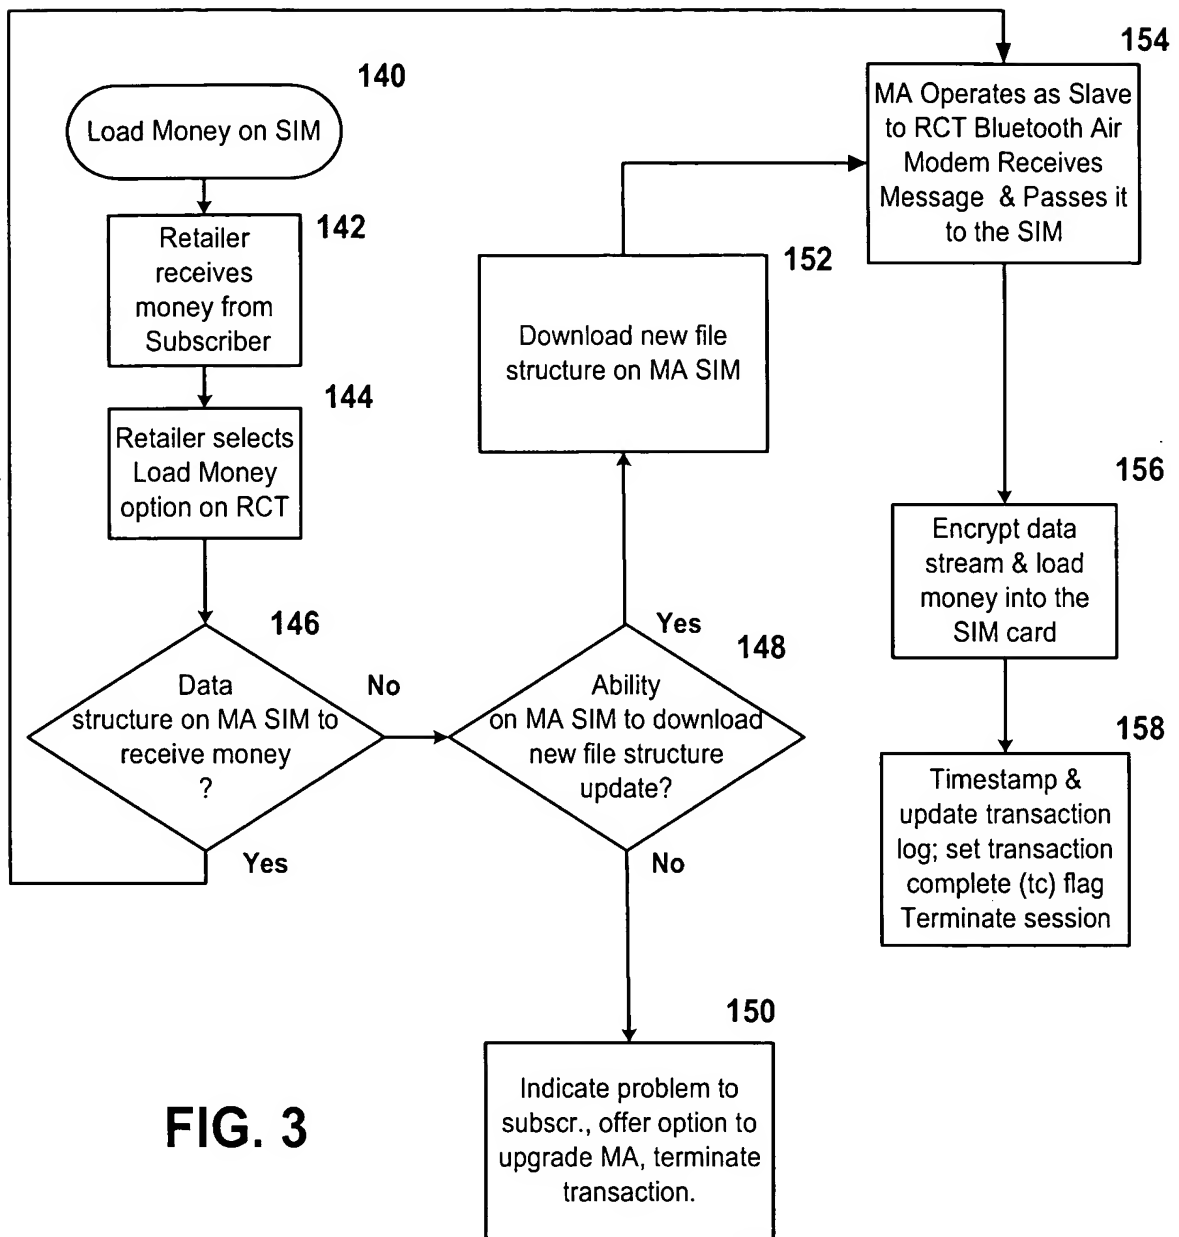 140
Load Money on SIM
142
Retailer
receives
money from
Subscriber
144
Retailer selects
Load Money
option on RCT
146
Data
structure on MA SIM to
receive money
?
No
Yes
148
Ability
on MA SIM to download
new file structure
update?
Yes
No
152
Download new file
structure on MA SIM
150
Indicate problem to
subscr., offer option to
upgrade MA, terminate
transaction.
154
MA Operates as Slave
to RCT Bluetooth Air
Modem Receives
Message & Passes it
to the SIM
156
Encrypt data
stream & load
money into the
SIM card
158
Timestamp &
update transaction
log; set transaction
complete (tc) flag
Terminate session
FIG. 3